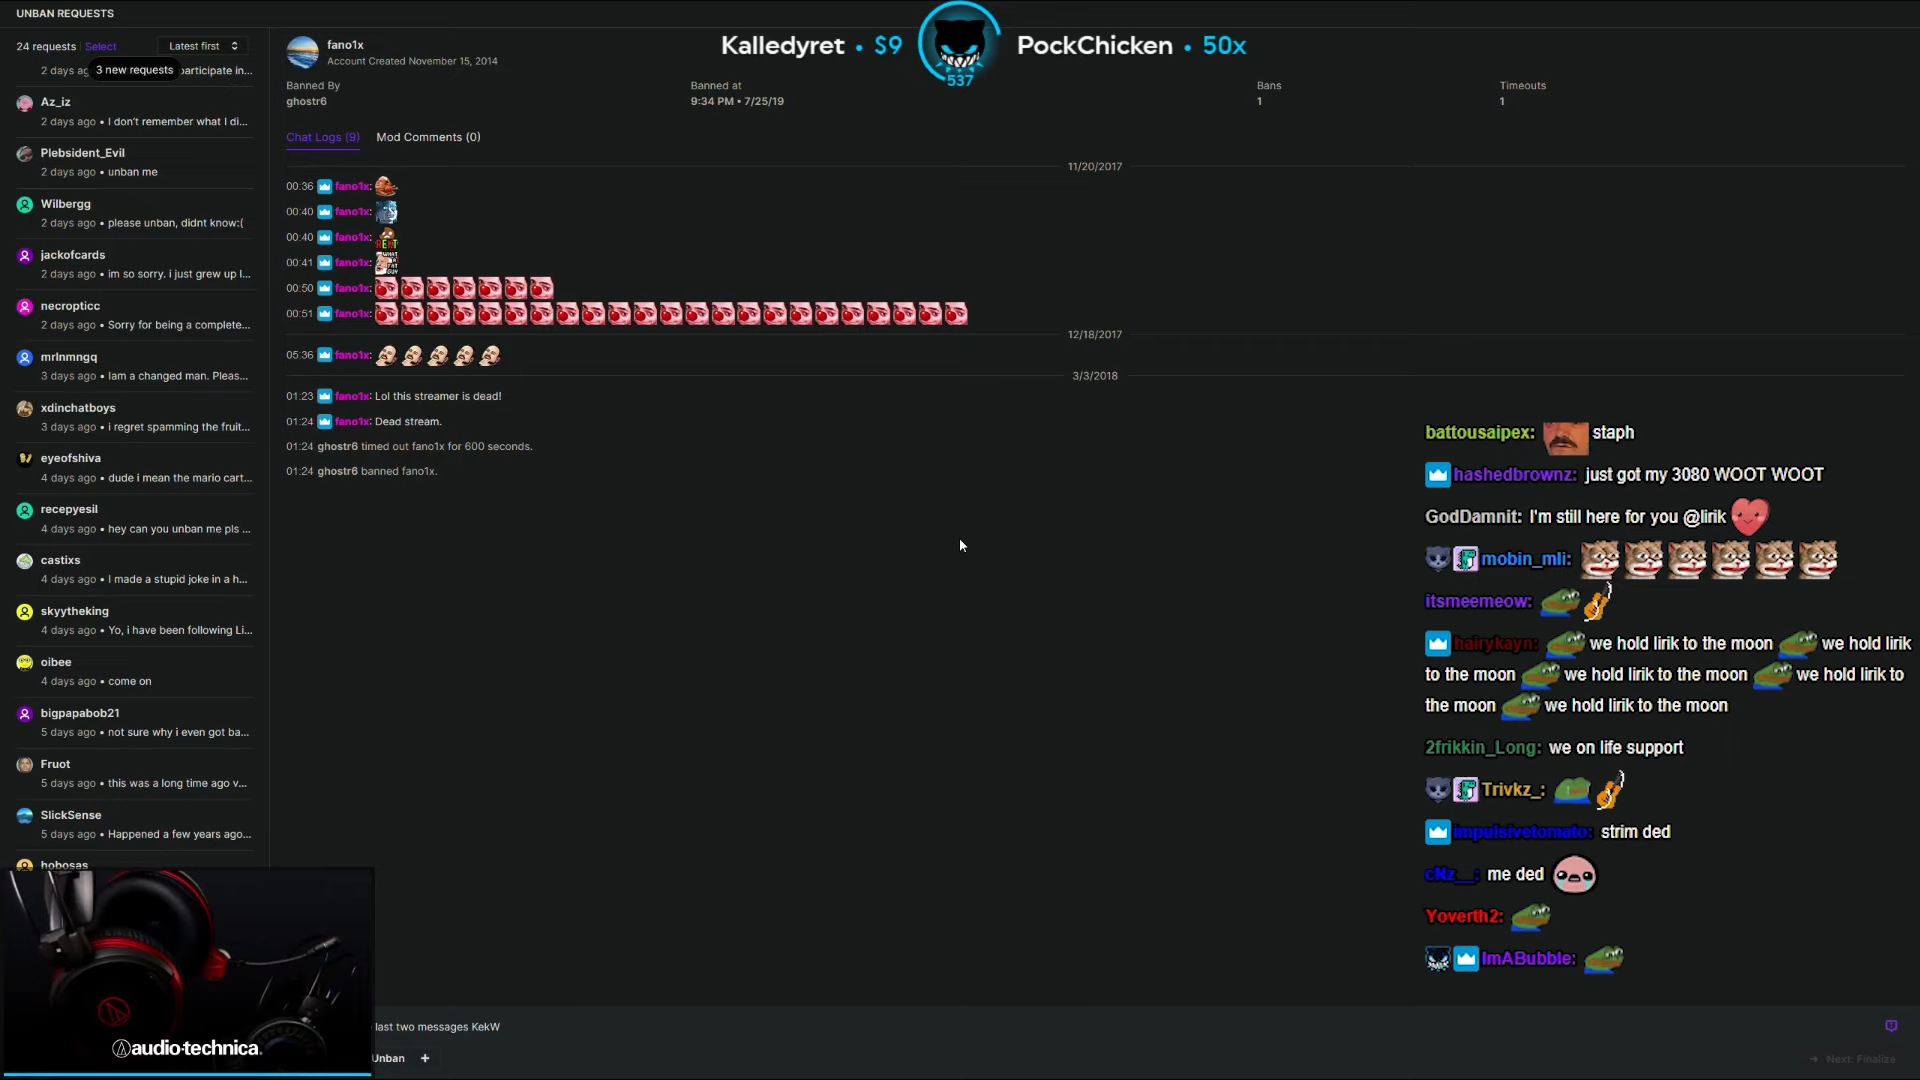 UNBAN REQUESTS
24 requests Select Latest first
2 days ag 3 new requests participate in...
Az_iz
2 days ago • I don't remember what I di...
Plebsident_Evil
2 days ago • unban me
Wilbergg
2 days ago • please unban, didnt know:(
jackofcards
2 days ago • im so sorry. i just grew up l...
necropticc
2 days ago • Sorry for being a complete...
mrlnmngq
3 days ago • Iam a changed man. Pleas...
xdinchatboys
3 days ago • i regret spamming the fruit...
eyeofshiva
4 days ago • dude i mean the mario cart...
recepyesil
4 days ago • hey can you unban me pls ...
castixs
4 days ago • I made a stupid joke in a h...
skyytheking
4 days ago • Yo, i have been following Li...
oibee
4 days ago • come on
bigpapabob21
5 days ago • not sure why i even got ba...
Fruot
5 days ago • this was a long time ago v...
SlickSense
5 days ago • Happened a few years ago...
hobosas
audio-technica
fano1x
Account Created November 15, 2014
Kalledyret • $9
537
PockChicken • 50x
Banned By
ghostr6
Banned at
9:34 PM • 7/25/19
Bans
1
Timeouts
1
Chat Logs (9) Mod Comments (0)
11/20/2017
00:36 fano1x:
00:40 fano1x:
00:40 fano1x: RENT
00:41 fano1x: WHAT A FAT GUY
00:50 fano1x:
00:51 fano1x:
12/18/2017
05:36 fano1x:
3/3/2018
01:23 fano1x: Lol this streamer is dead!
01:24 fano1x: Dead stream.
01:24 ghostr6 timed out fano1x for 600 seconds.
01:24 ghostr6 banned fano1x.
battousaipex: staph
hashedbrownz: just got my 3080 WOOT WOOT
GodDamnit: I'm still here for you @lirik
mobin_mli:
itsmeemeow:
hairykayn: we hold lirik to the moon we hold lirik
to the moon we hold lirik to the moon we hold lirik to
the moon we hold lirik to the moon
2frikkin_Long: we on life support
Trivkz_:
impulsivetomato: strim ded
cNz__: me ded
Yoverth2:
ImABubble:
last two messages KekW
Unban +
Next: Finalize